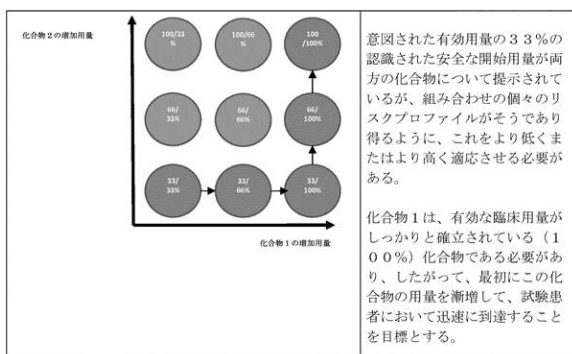 化合物２の増加用量
100/33
%
100/66
%
100
/100%
66/
33%
66/
66%
66/
100%
33/
33%
33/
66%
33/
100%
化合物１の増加用量
意図された有効用量の３３％の
認識された安全な開始用量が両
方の化合物について提示されて
いるが、組み合わせの個々のリ
スクプロファイルがそうであり
得るように、これをより低くま
たはより高く適応させる必要が
ある。
化合物１は、有効な臨床用量が
しっかりと確立されている（１
００％）化合物である必要があ
り、したがって、最初にこの化
合物の用量を漸増して、試験患
者において迅速に到達すること
を目標とする。